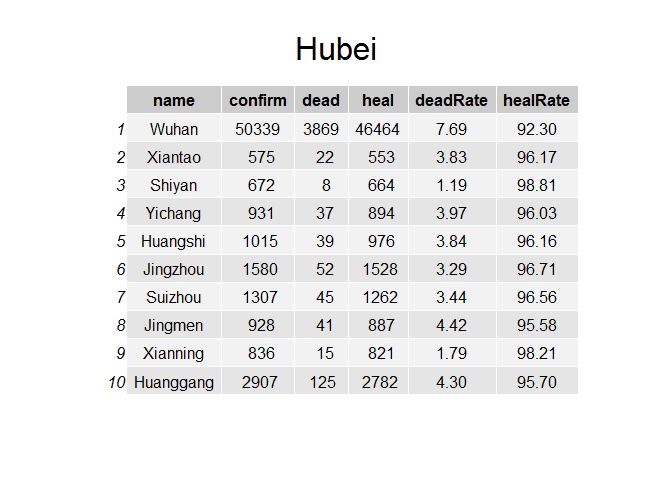 Hubei
name confirm dead heal deadRate healRate
1 Wuhan 50339 3869 46464 7.69 92.30
2 Xiantao 575 22 553 3.83 96.17
3 Shiyan 672 8 664 1.19 98.81
4 Yichang 931 37 894 3.97 96.03
5 Huangshi 1015 39 976 3.84 96.16
6 Jingzhou 1580 52 1528 3.29 96.71
7 Suizhou 1307 45 1262 3.44 96.56
8 Jingmen 928 41 887 4.42 95.58
9 Xianning 836 15 821 1.79 98.21
10 Huanggang 2907 125 2782 4.30 95.70